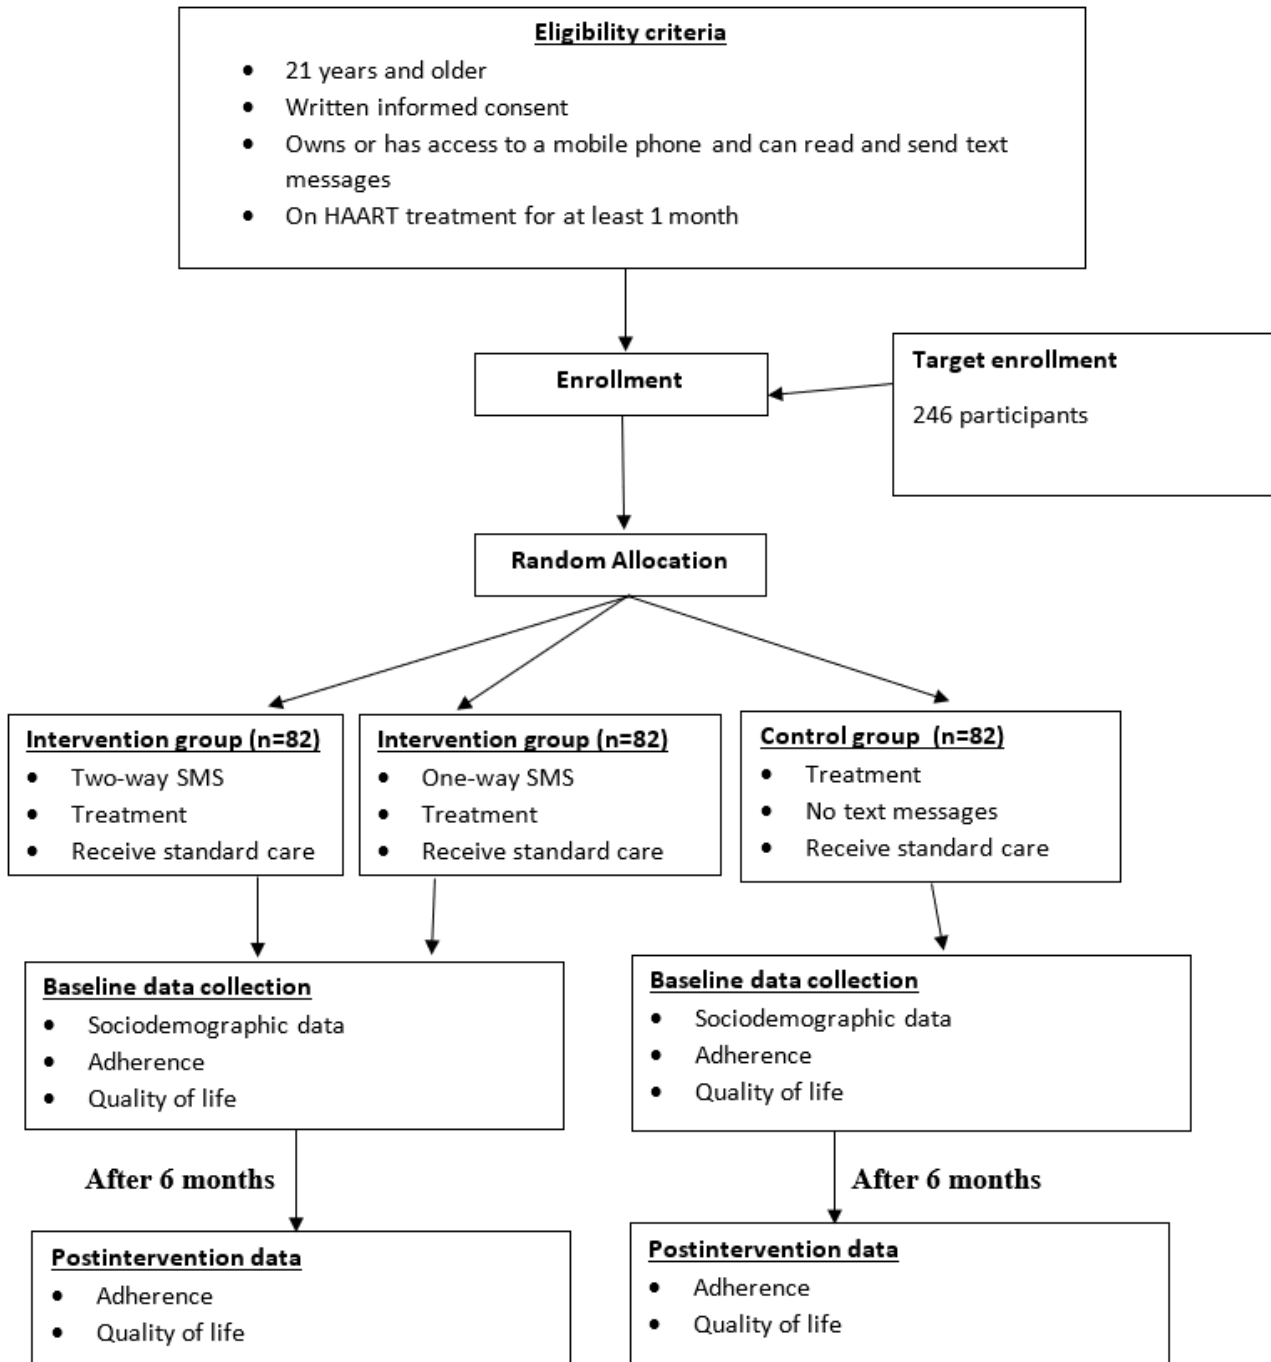 Eligibility criteria
• 21 years and older
• Written informed consent
• Owns or has access to a mobile phone and can read and send text
messages
• On HAART treatment for at least 1 month
Enrollment
Target enrollment
246 participants
Random Allocation
Intervention group (n=82)
• Two-way SMS
• Treatment
• Receive standard care
Intervention group (n=82)
• One-way SMS
• Treatment
• Receive standard care
Control group (n=82)
• Treatment
• No text messages
• Receive standard care
Baseline data collection
• Sociodemographic data
• Adherence
• Quality of life
Baseline data collection
• Sociodemographic data
• Adherence
• Quality of life
After 6 months
After 6 months
Postintervention data
• Adherence
• Quality of life
Postintervention data
• Adherence
• Quality of life